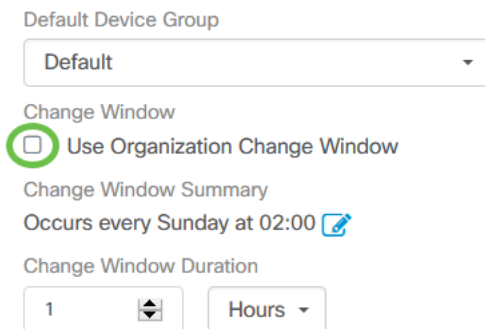 Default Device Group
Default
Change Window
Use Organization Change Window
Change Window Summary
Occurs every Sunday at 02:00
Change Window Duration
1 Hours